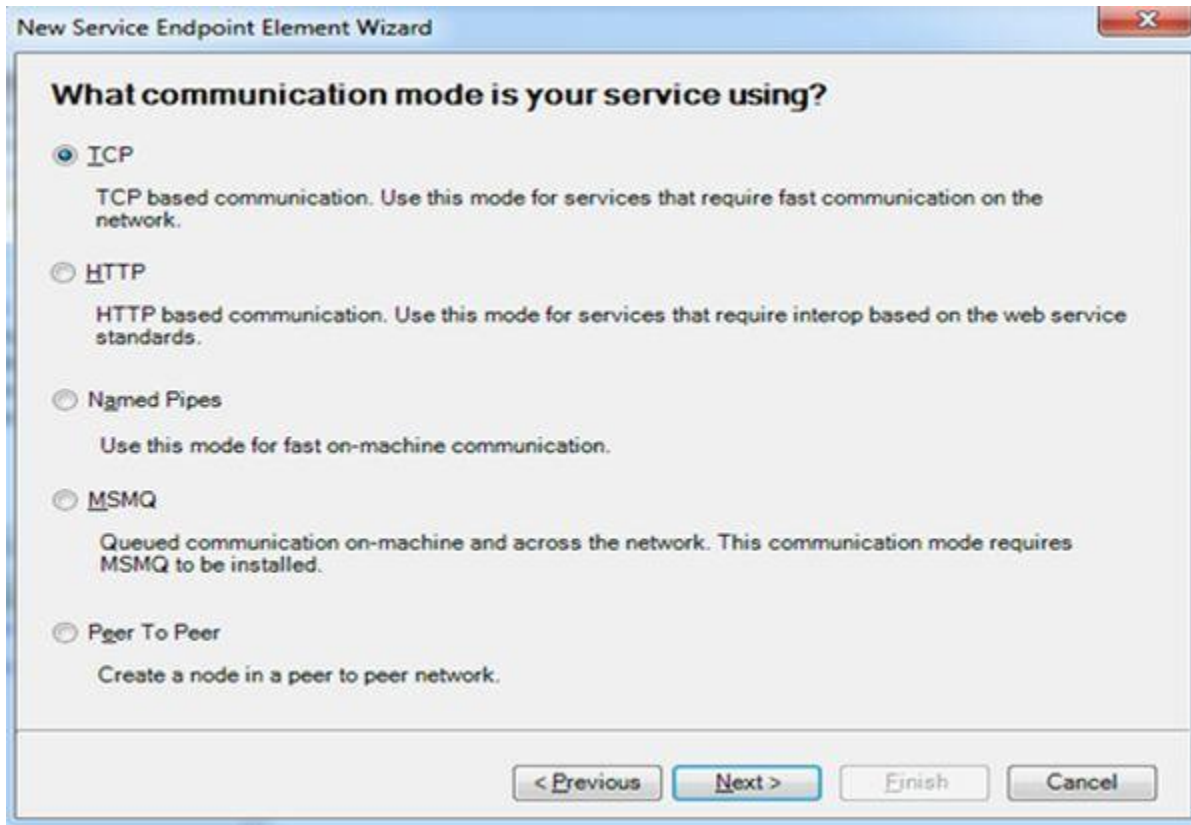 New Service Endpoint Element Wizard
What communication mode is your service using?
TCP
TCP based communication. Use this mode for services that require fast communication on the
network.
HTTP
HTTP based communication. Use this mode for services that require interop based on the web service
standards.
Named Pipes
Use this mode for fast on-machine communication.
MSMQ
Queued communication on-machine and across the network. This communication mode requires
MSMQ to be installed.
Peer To Peer
Create a node in a peer to peer network.
< Previous
Next >
Finish
Cancel